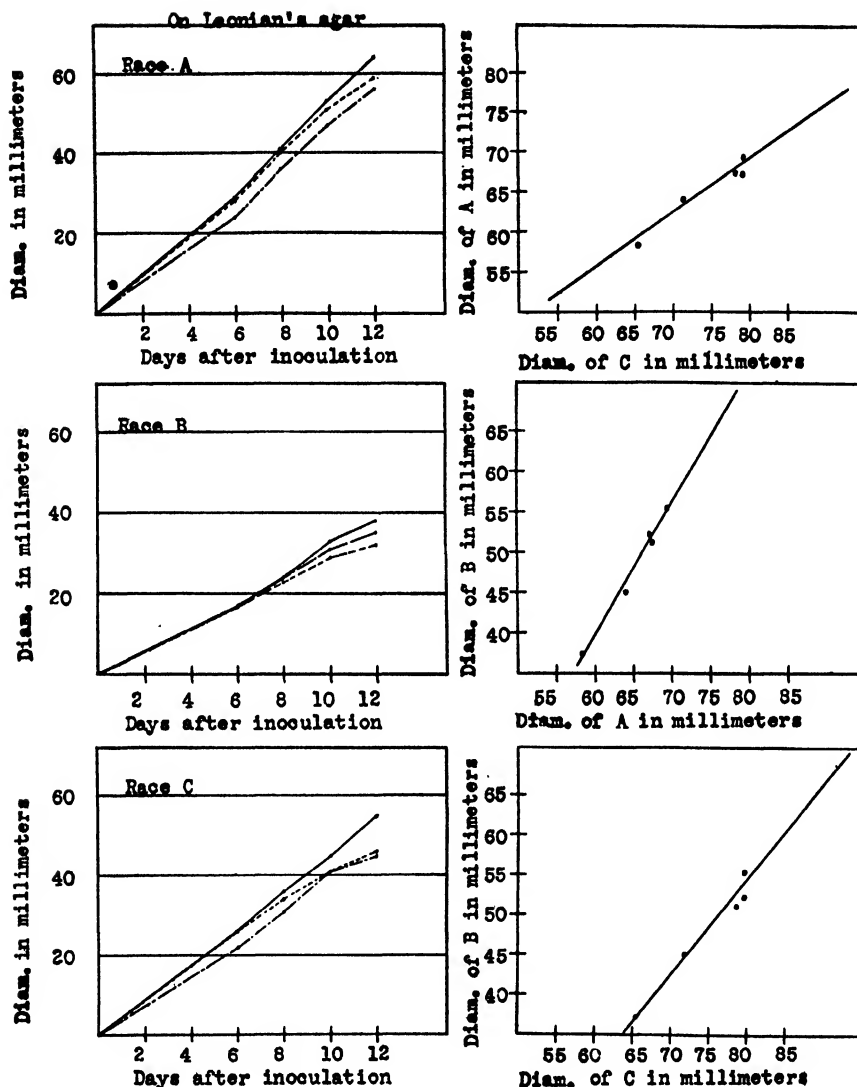 On Leonian's agar
Race A
Diam. in millimeters
60
40
20
2 4 6 8 10 12
Days after inoculation
Diam. of A in millimeters
80
75
70
65
60
55
54 60 65 70 75 80 85
Diam. of C in millimeters
Race B
Diam. in millimeters
60
40
20
2 4 6 8 10 12
Days after inoculation
Diam. of B in millimeters
65
60
55
50
45
40
55 60 65 70 75 80 85
Diam. of A in millimeters
Race C
Diam. in millimeters
60
40
20
2 4 6 8 10 12
Days after inoculation
Diam. of B in millimeters
65
60
55
50
45
40
55 60 65 70 75 80 85
Diam. of C in millimeters